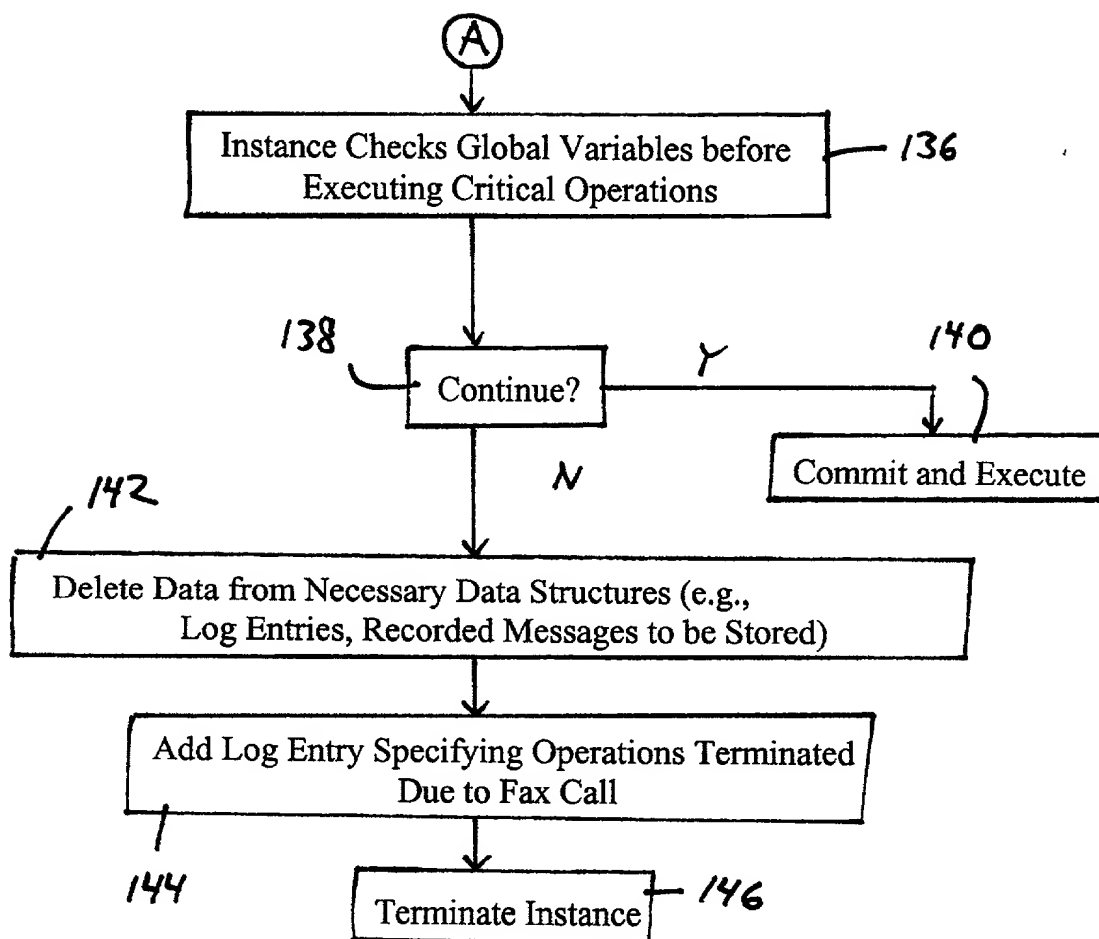 A
Instance Checks Global Variables before
Executing Critical Operations
136
138
Continue?
Y
140
Commit and Execute
N
142
Delete Data from Necessary Data Structures (e.g.,
Log Entries, Recorded Messages to be Stored)
Add Log Entry Specifying Operations Terminated
Due to Fax Call
144
Terminate Instance
146